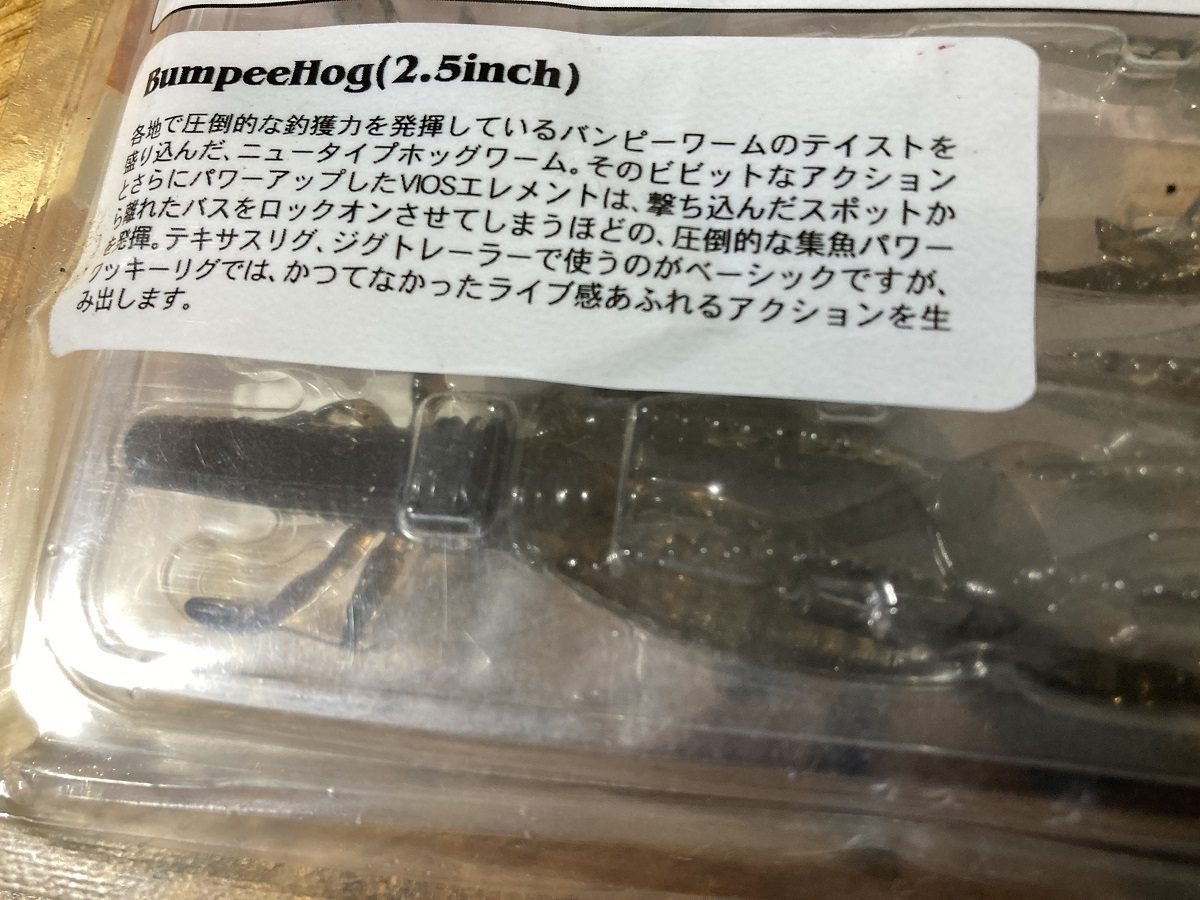 BumpeeHog(2.5inch)
各地で圧倒的な釣獲力を発揮しているバンピーワームのテイストを
盛り込んだ、ニュータイプホッグワーム。そのビビットなアクション
とさらにパワーアップしたVIOSエレメントは、撃ち込んだスポットか
ら離れたバスをロックオンさせてしまうほどの、圧倒的な集魚パワー
を発揮。テキサスリグ、ジグトレーラーで使うのがベーシックですが、
ワッキーリグでは、かつてなかったライブ感あふれるアクションを生
み出します。